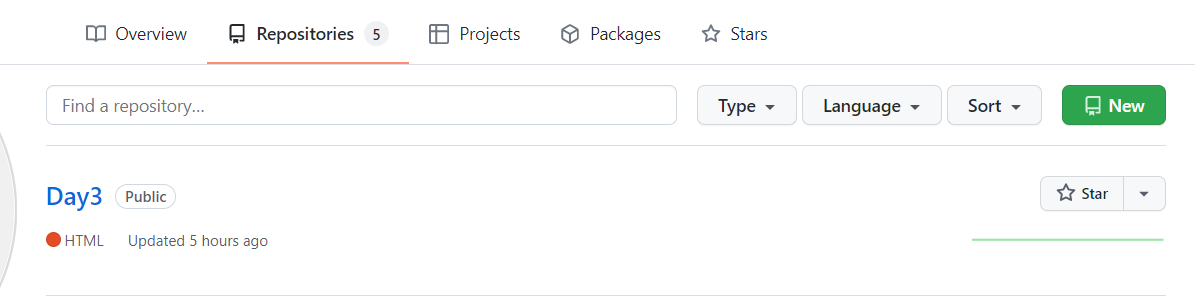 Overview Repositories 5 Projects Packages Stars
Find a repository... Type Language Sort New
Day3 Public Star
HTML Updated 5 hours ago